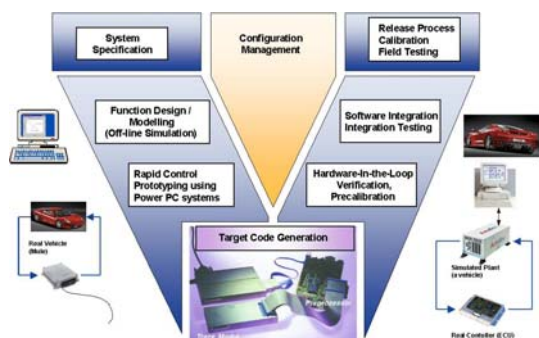 System
Specification
Configuration
Management
Release Process
Calibration
Field Testing
Function Design /
Modelling
(Off-line Simulation)
Software Integration
Integration Testing
Rapid Control
Prototyping using
Power PC systems
Hardware-In-the-Loop
Verification,
Precalibration
Target Code Generation
Real Vehicle
(Mule)
Simulated Plant
(a vehicle)
Real Controller (ECU)